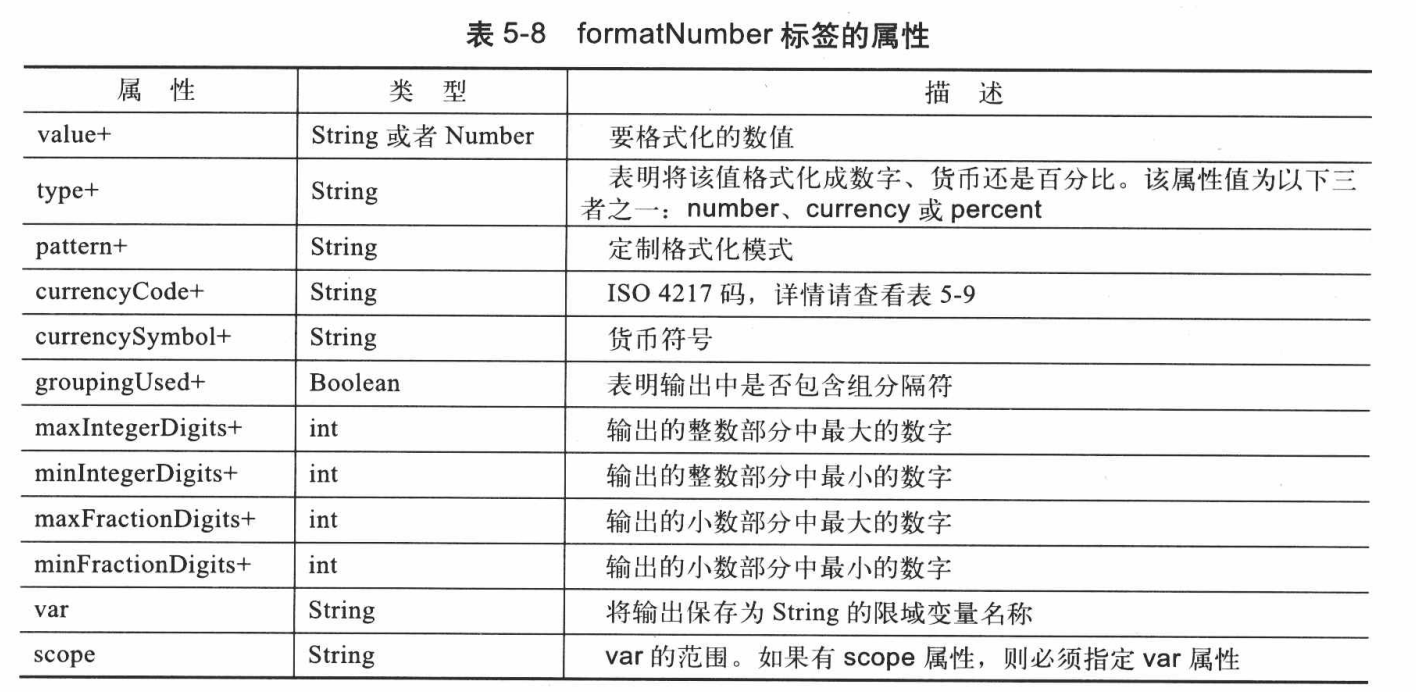 表 5-8 formatNumber 标签的属性
属 性 类 型 描 述
value+ String 或者 Number 要格式化的数值
type+ String 表明将该值格式化成数字、货币还是百分比。该属性值为以下三
者之一：number、currency 或 percent
pattern+ String 定制格式化模式
currencyCode+ String ISO 4217 码，详情请查看表 5-9
currencySymbol+ String 货币符号
groupingUsed+ Boolean 表明输出中是否包含组分隔符
maxIntegerDigits+ int 输出的整数部分中最大的数字
minIntegerDigits+ int 输出的整数部分中最小的数字
maxFractionDigits+ int 输出的小数部分中最大的数字
minFractionDigits+ int 输出的小数部分中最小的数字
var String 将输出保存为 String 的限域变量名称
scope String var 的范围。如果有 scope 属性，则必须指定 var 属性